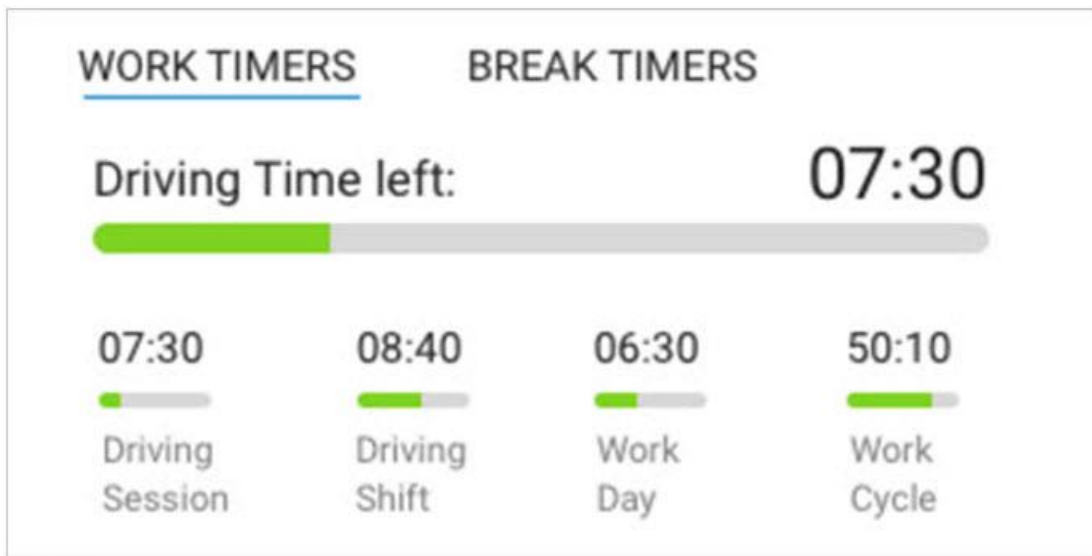 WORK TIMERS BREAK TIMERS
Driving Time left: 07:30
07:30 08:40 06:30 50:10
Driving Driving Work Work
Session Shift Day Cycle